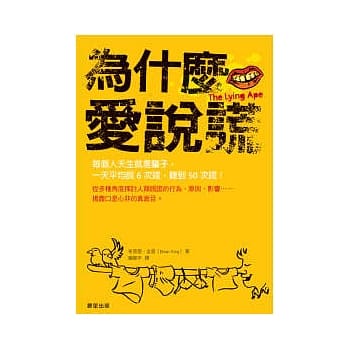 為什麼
The Lying Ape
愛說謊
每個人天生就是騙子，
一天平均說 6 次謊，聽到 50 次謊！
從多種角度探討人類說謊的行為、原因、影響……
揭露口是心非的真面目。
布萊恩‧金恩（Brian King）著
晨星出版